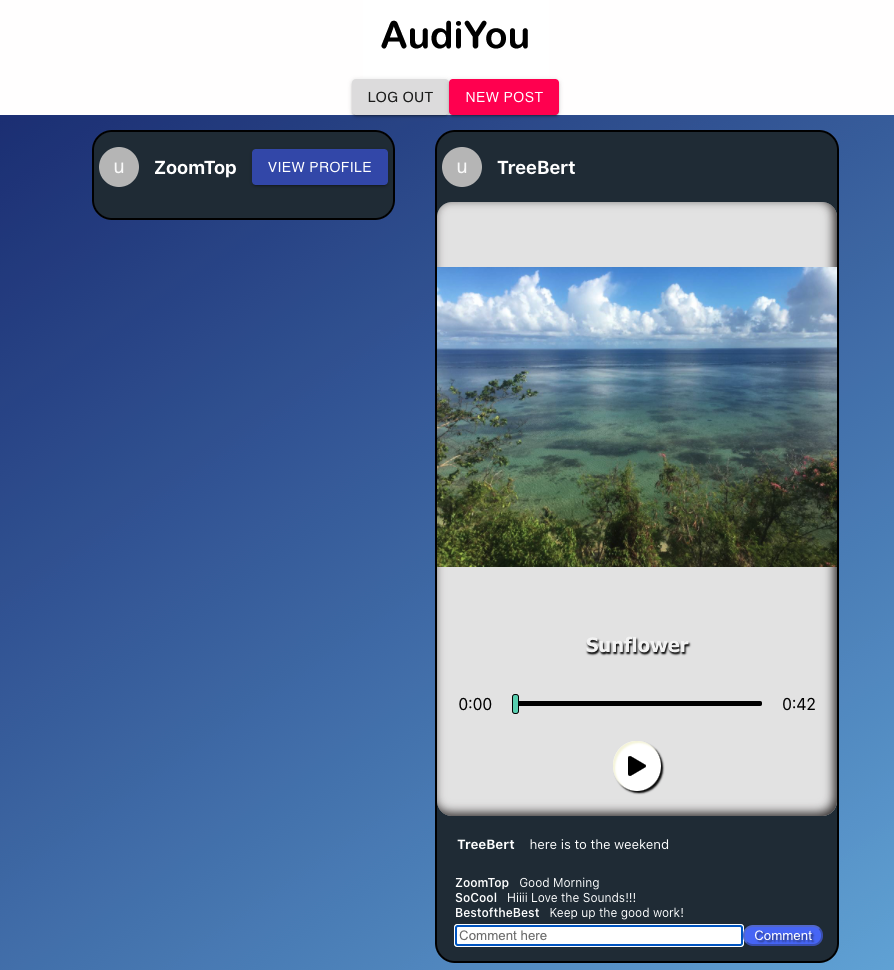 AudiYou
LOG OUT NEW POST
u ZoomTop VIEW PROFILE
u TreeBert
Sunflower
0:00 0:42
TreeBert here is to the weekend
ZoomTop Good Morning
SoCool Hiiii Love the Sounds!!!
BestoftheBest Keep up the good work!
Comment here Comment